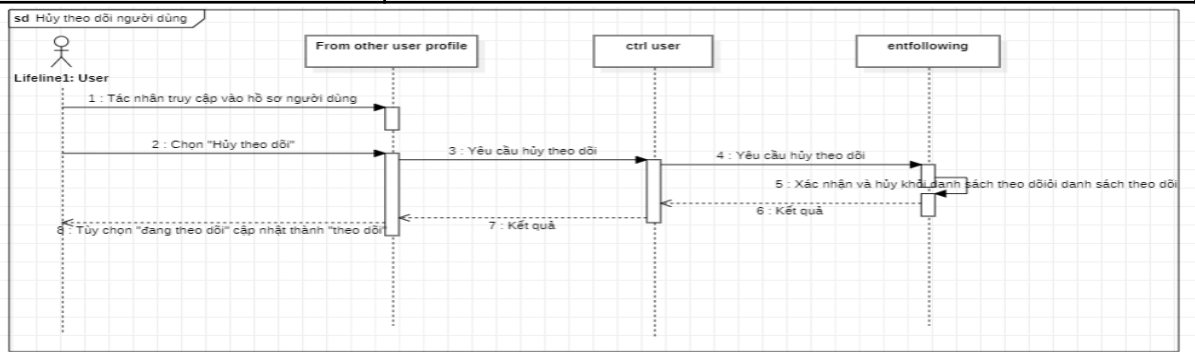 sd Hủy theo dõi người dùng
From other user profile
ctrl user
entfollowing
Lifeline1: User
1 : Tác nhân truy cập vào hồ sơ người dùng
2 : Chọn "Hủy theo dõi"
3 : Yêu cầu hủy theo dõi
4 : Yêu cầu hủy theo dõi
5 : Xác nhận và hủy khỏi danh sách theo dõiỏi danh sách theo dõi
6 : Kết quả
7 : Kết quả
8 : Tùy chọn "đang theo dõi" cập nhật thành "theo dõi"